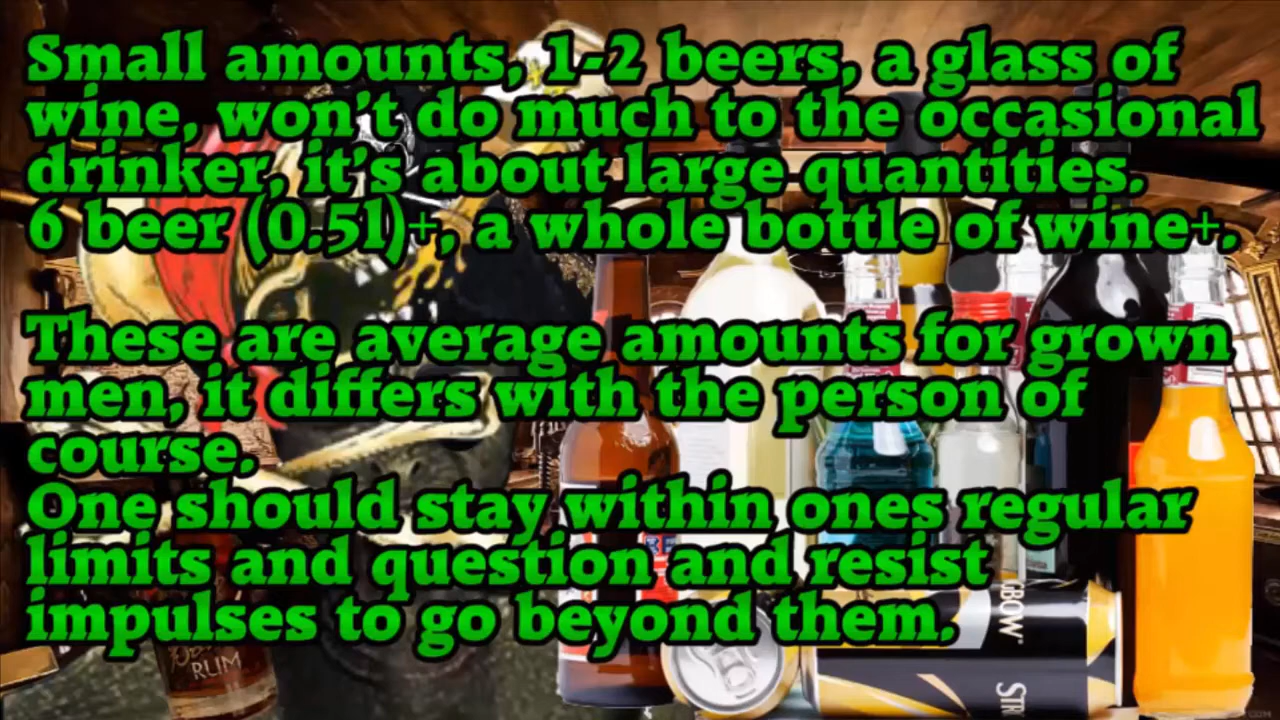 Small amounts, 1-2 beers, a glass of
wine, won't do much to the occasional
drinker, it's about large quantities.
6 beer (0.5l)+, a whole bottle of wine+.
These are average amounts for grown
men, it differs with the person of
course.
One should stay within ones regular
limits and question and resist
impulses to go beyond them.
RUM
GBOW
STR